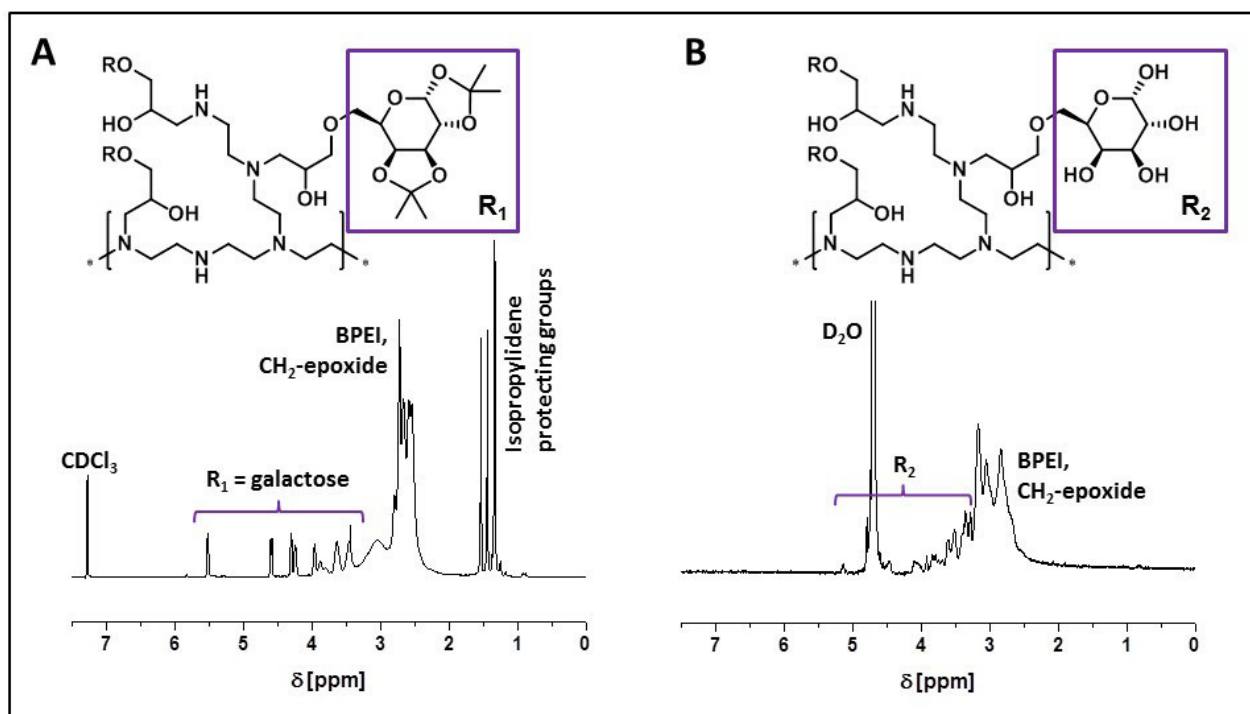 A
RO
HO
H
N
RO
OH
N
O
OH
O
O
O
O
O
R₁
N
N
H
N
*
*
BPEI,
CH₂-epoxide
Isopropylidene
protecting groups
CDCl₃
R₁ = galactose
7 6 5 4 3 2 1 0
δ [ppm]
B
RO
HO
H
N
RO
OH
N
O
OH
O
OH
OH
HO
OH
R₂
N
N
H
N
*
*
D₂O
R₂
BPEI,
CH₂-epoxide
7 6 5 4 3 2 1 0
δ [ppm]